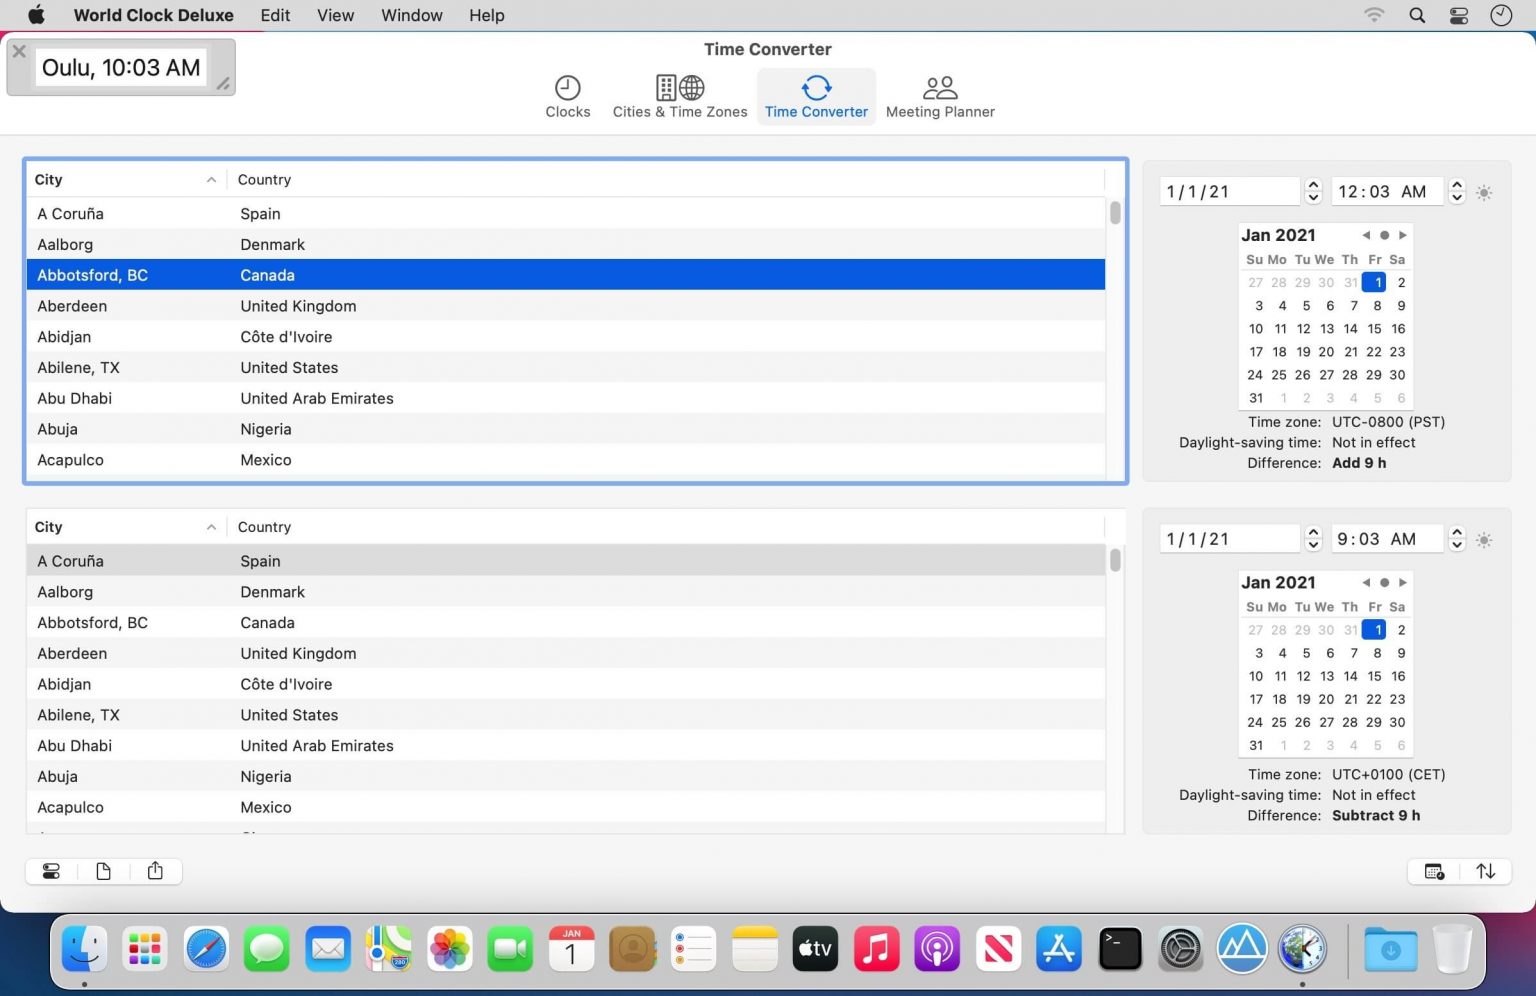 World Clock Deluxe Edit View Window Help
Oulu, 10:03 AM
Time Converter
Clocks Cities & Time Zones Time Converter Meeting Planner
City Country
A Coruña Spain
Aalborg Denmark
Abbotsford, BC Canada
Aberdeen United Kingdom
Abidjan Côte d'Ivoire
Abilene, TX United States
Abu Dhabi United Arab Emirates
Abuja Nigeria
Acapulco Mexico
1/1/21 12:03 AM
Jan 2021
Su Mo Tu We Th Fr Sa
27 28 29 30 31 1 2
3 4 5 6 7 8 9
10 11 12 13 14 15 16
17 18 19 20 21 22 23
24 25 26 27 28 29 30
31 1 2 3 4 5 6
Time zone: UTC-0800 (PST)
Daylight-saving time: Not in effect
Difference: Add 9 h
City Country
A Coruña Spain
Aalborg Denmark
Abbotsford, BC Canada
Aberdeen United Kingdom
Abidjan Côte d'Ivoire
Abilene, TX United States
Abu Dhabi United Arab Emirates
Abuja Nigeria
Acapulco Mexico
1/1/21 9:03 AM
Jan 2021
Su Mo Tu We Th Fr Sa
27 28 29 30 31 1 2
3 4 5 6 7 8 9
10 11 12 13 14 15 16
17 18 19 20 21 22 23
24 25 26 27 28 29 30
31 1 2 3 4 5 6
Time zone: UTC+0100 (CET)
Daylight-saving time: Not in effect
Difference: Subtract 9 h
280
JAN
1
tv
>_